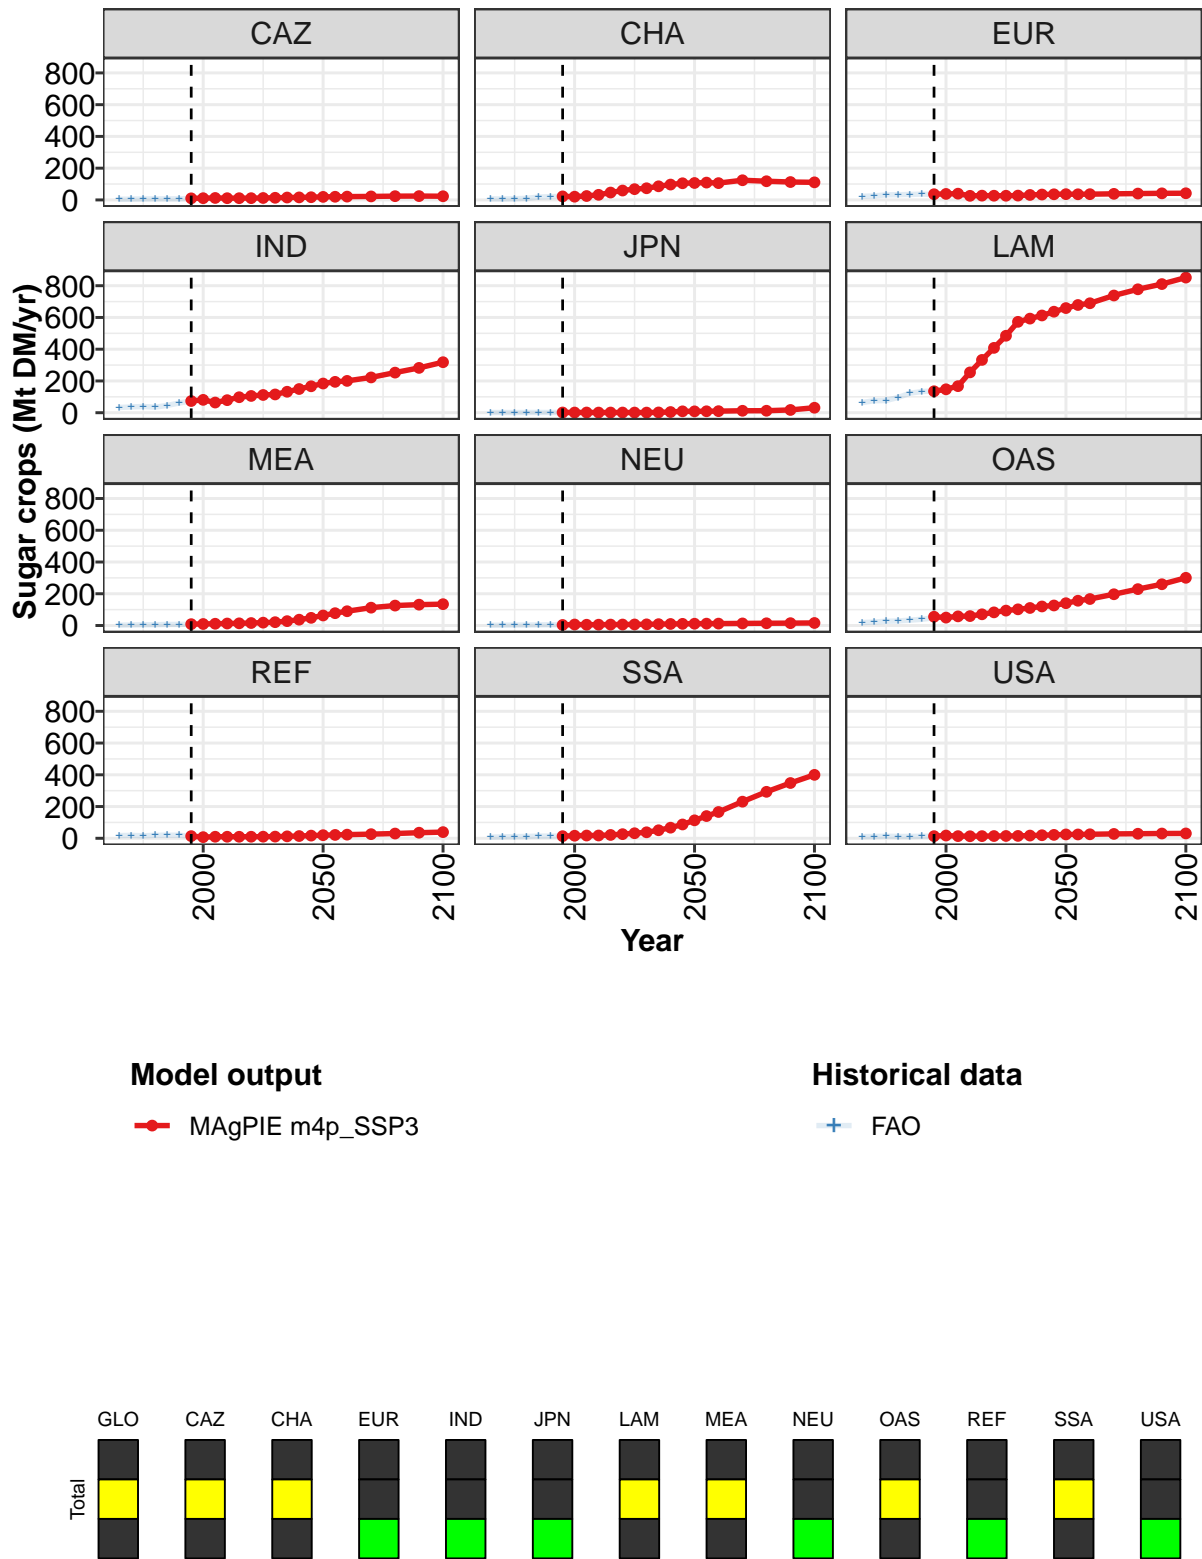 CAZ CHA EUR
800
600
400
200
0
IND JPN LAM
800
600
400
200
0
MEA NEU OAS
800
600
400
200
0
REF SSA USA
800
600
400
200
0
Sugar crops (Mt DM/yr)
2000 2050 2100 2000 2050 2100 2000 2050 2100
Year
Model output Historical data
MAgPIE m4p_SSP3 FAO
GLO CAZ CHA EUR IND JPN LAM MEA NEU OAS REF SSA USA
Total